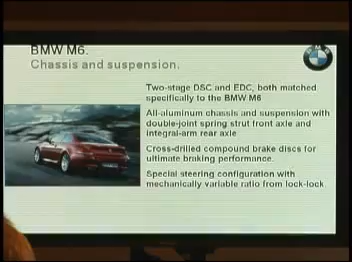 BMW M6.
Chassis and suspension.
Two-stage DSC and EDC, both matched
specifically to the BMW M6
All-aluminum chassis and suspension with
double-joint spring strut front axle and
integral-arm rear axle
Cross-drilled compound brake discs for
ultimate braking performance.
Special steering configuration with
mechanically variable ratio from lock-lock